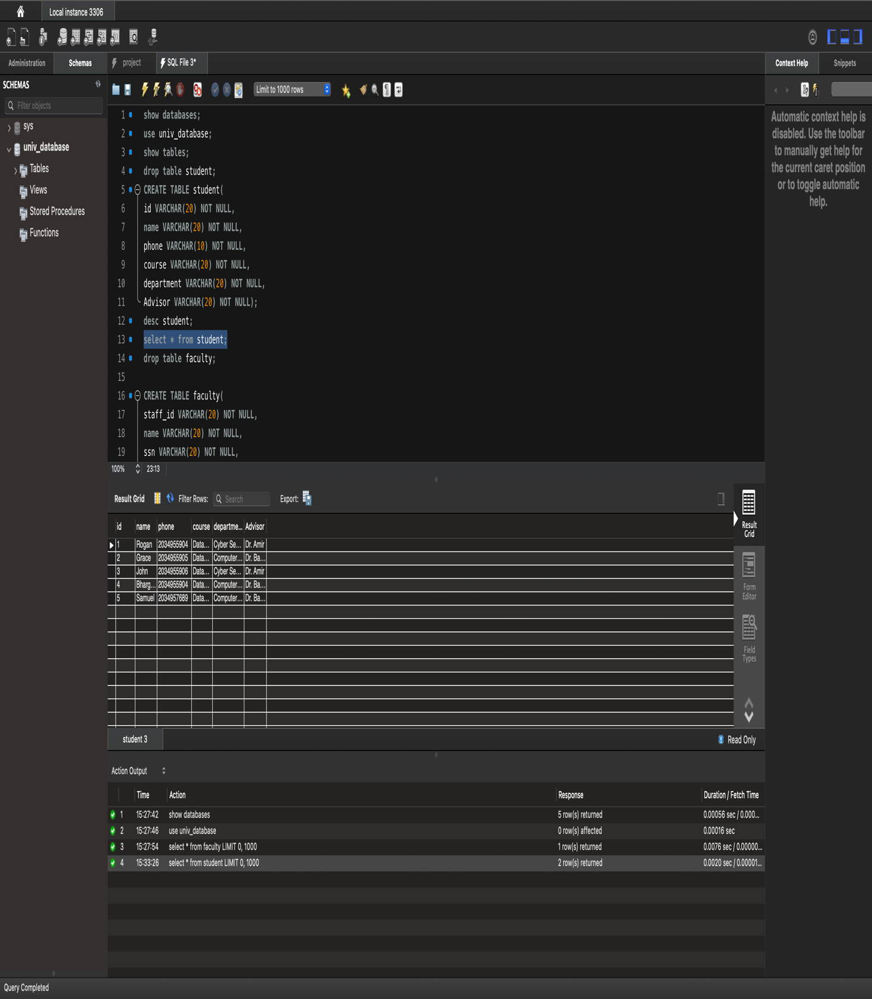 Local instance 3306
Administration
Schemas
project
SQL File 3*
Context Help
Snippets
SCHEMAS
Filter objects
sys
univ_database
Tables
Views
Stored Procedures
Functions
Limit to 1000 rows
1 show databases;
2 use univ_database;
3 show tables;
4 drop table student;
5 CREATE TABLE student(
6 id VARCHAR(20) NOT NULL,
7 name VARCHAR(20) NOT NULL,
8 phone VARCHAR(10) NOT NULL,
9 course VARCHAR(20) NOT NULL,
10 department VARCHAR(20) NOT NULL,
11 Advisor VARCHAR(20) NOT NULL);
12 desc student;
13 select * from student;
14 drop table faculty;
15
16 CREATE TABLE faculty(
17 staff_id VARCHAR(20) NOT NULL,
18 name VARCHAR(20) NOT NULL,
19 ssn VARCHAR(20) NOT NULL,
100% 23:13
Automatic context help is
disabled. Use the toolbar
to manually get help for
the current caret position
or to toggle automatic
help.
Result Grid Filter Rows: Search Export:
id name phone course departme... Advisor
1 Rogan 2034955904 Data... Cyber Se... Dr. Amir
2 Grace 2034955905 Data... Computer... Dr. Ba...
3 John 2034955906 Data... Cyber Se... Dr. Amir
4 Bharg... 2034955904 Data... Computer... Dr. Ba...
5 Samuel 2034957689 Data... Computer... Dr. Ba...
Result
Grid
Form
Editor
Field
Types
student 3
Read Only
Action Output
Time Action Response Duration / Fetch Time
1 15:27:42 show databases 5 row(s) returned 0.00056 sec / 0.000...
2 15:27:46 use univ_database 0 row(s) affected 0.00016 sec
3 15:27:54 select * from faculty LIMIT 0, 1000 1 row(s) returned 0.0076 sec / 0.00000...
4 15:33:26 select * from student LIMIT 0, 1000 2 row(s) returned 0.0020 sec / 0.00001...
Query Completed